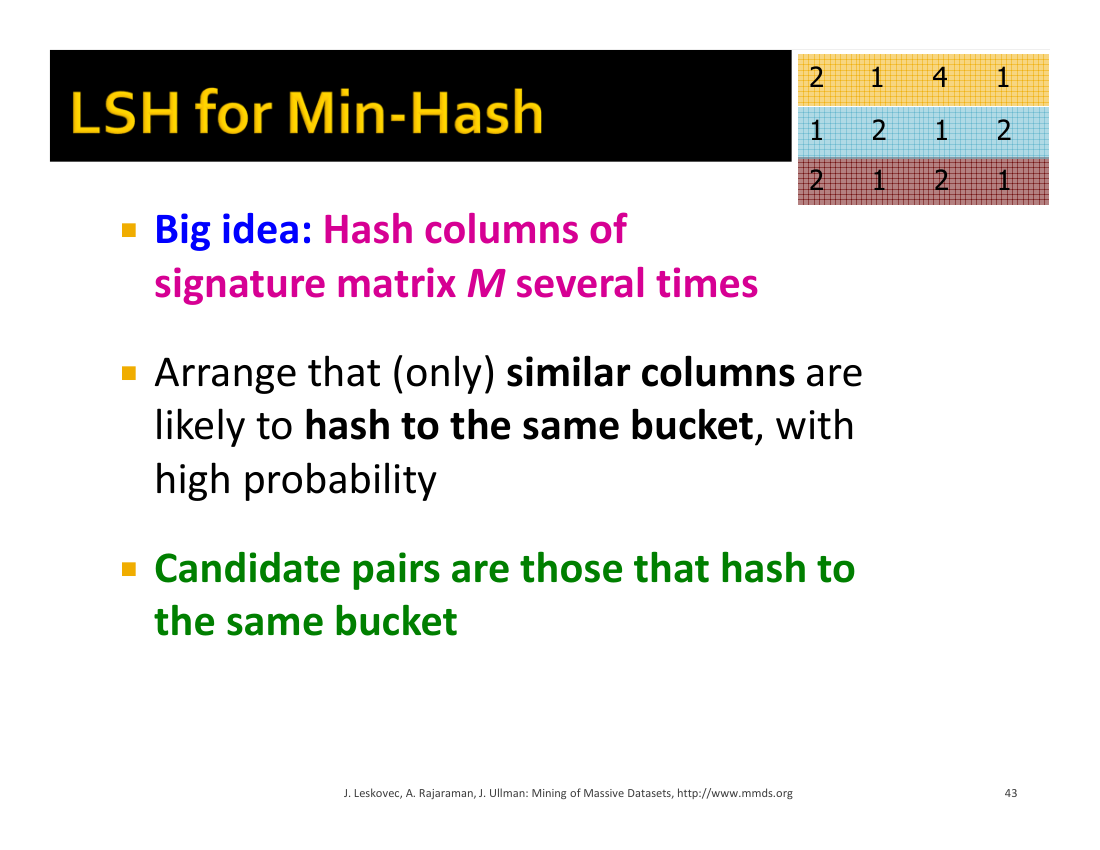 LSH for Min-Hash
2 1 4 1
1 2 1 2
2 1 2 1
Big idea: Hash columns of
signature matrix M several times
Arrange that (only) similar columns are
likely to hash to the same bucket, with
high probability
Candidate pairs are those that hash to
the same bucket
J. Leskovec, A. Rajaraman, J. Ullman: Mining of Massive Datasets, http://www.mmds.org
43